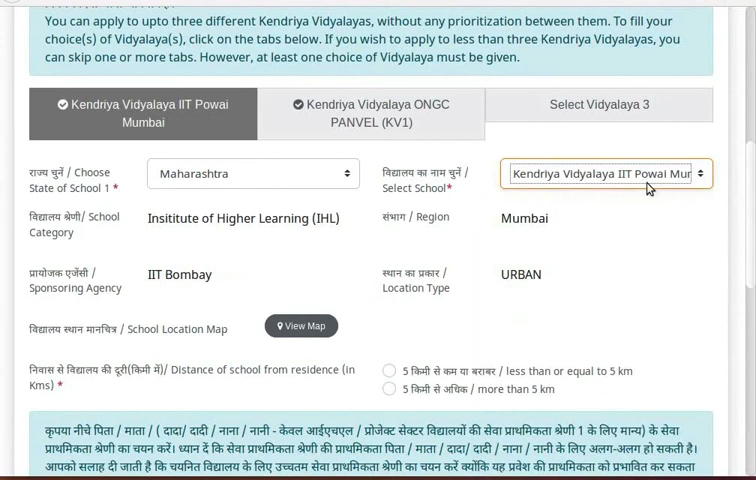 You can apply to upto three different Kendriya Vidyalayas, without any prioritization between them. To fill your
choice(s) of Vidyalaya(s), click on the tabs below. If you wish to apply to less than three Kendriya Vidyalayas, you
can skip one or more tabs. However, at least one choice of Vidyalaya must be given.
Kendriya Vidyalaya IIT Powai
Mumbai
Kendriya Vidyalaya ONGC
PANVEL (KV1)
Select Vidyalaya 3
राज्य चुनें / Choose
State of School 1 *
Maharashtra
विद्यालय का नाम चुनें /
Select School*
Kendriya Vidyalaya IIT Powai Mur
विद्यालय श्रेणी/ School
Category
Insititute of Higher Learning (IHL)
संभाग / Region
Mumbai
प्रायोजक एजेंसी /
Sponsoring Agency
IIT Bombay
स्थान का प्रकार /
Location Type
URBAN
विद्यालय स्थान मानचित्र / School Location Map
View Map
निवास से विद्यालय की दूरी(किमी में)/ Distance of school from residence (in
Kms) *
5 किमी से कम या बराबर / less than or equal to 5 km
5 किमी से अधिक / more than 5 km
कृपया नीचे पिता / माता / ( दादा/ दादी / नाना / नानी - केवल आईएचएल / प्रोजेक्ट सेक्टर विद्यालयों की सेवा प्राथमिकता श्रेणी 1 के लिए मान्य) के सेवा
प्राथमिकता श्रेणी का चयन करें। ध्यान दें कि सेवा प्राथमिकता श्रेणी की प्राथमिकता पिता / माता / दादा/ दादी / नाना / नानी के लिए अलग-अलग हो सकती है।
आपको सलाह दी जाती है कि चयनित विद्यालय के लिए उच्चतम सेवा प्राथमिकता श्रेणी का चयन करें क्योंकि यह प्रवेश की प्राथमिकता को प्रभावित कर सकता